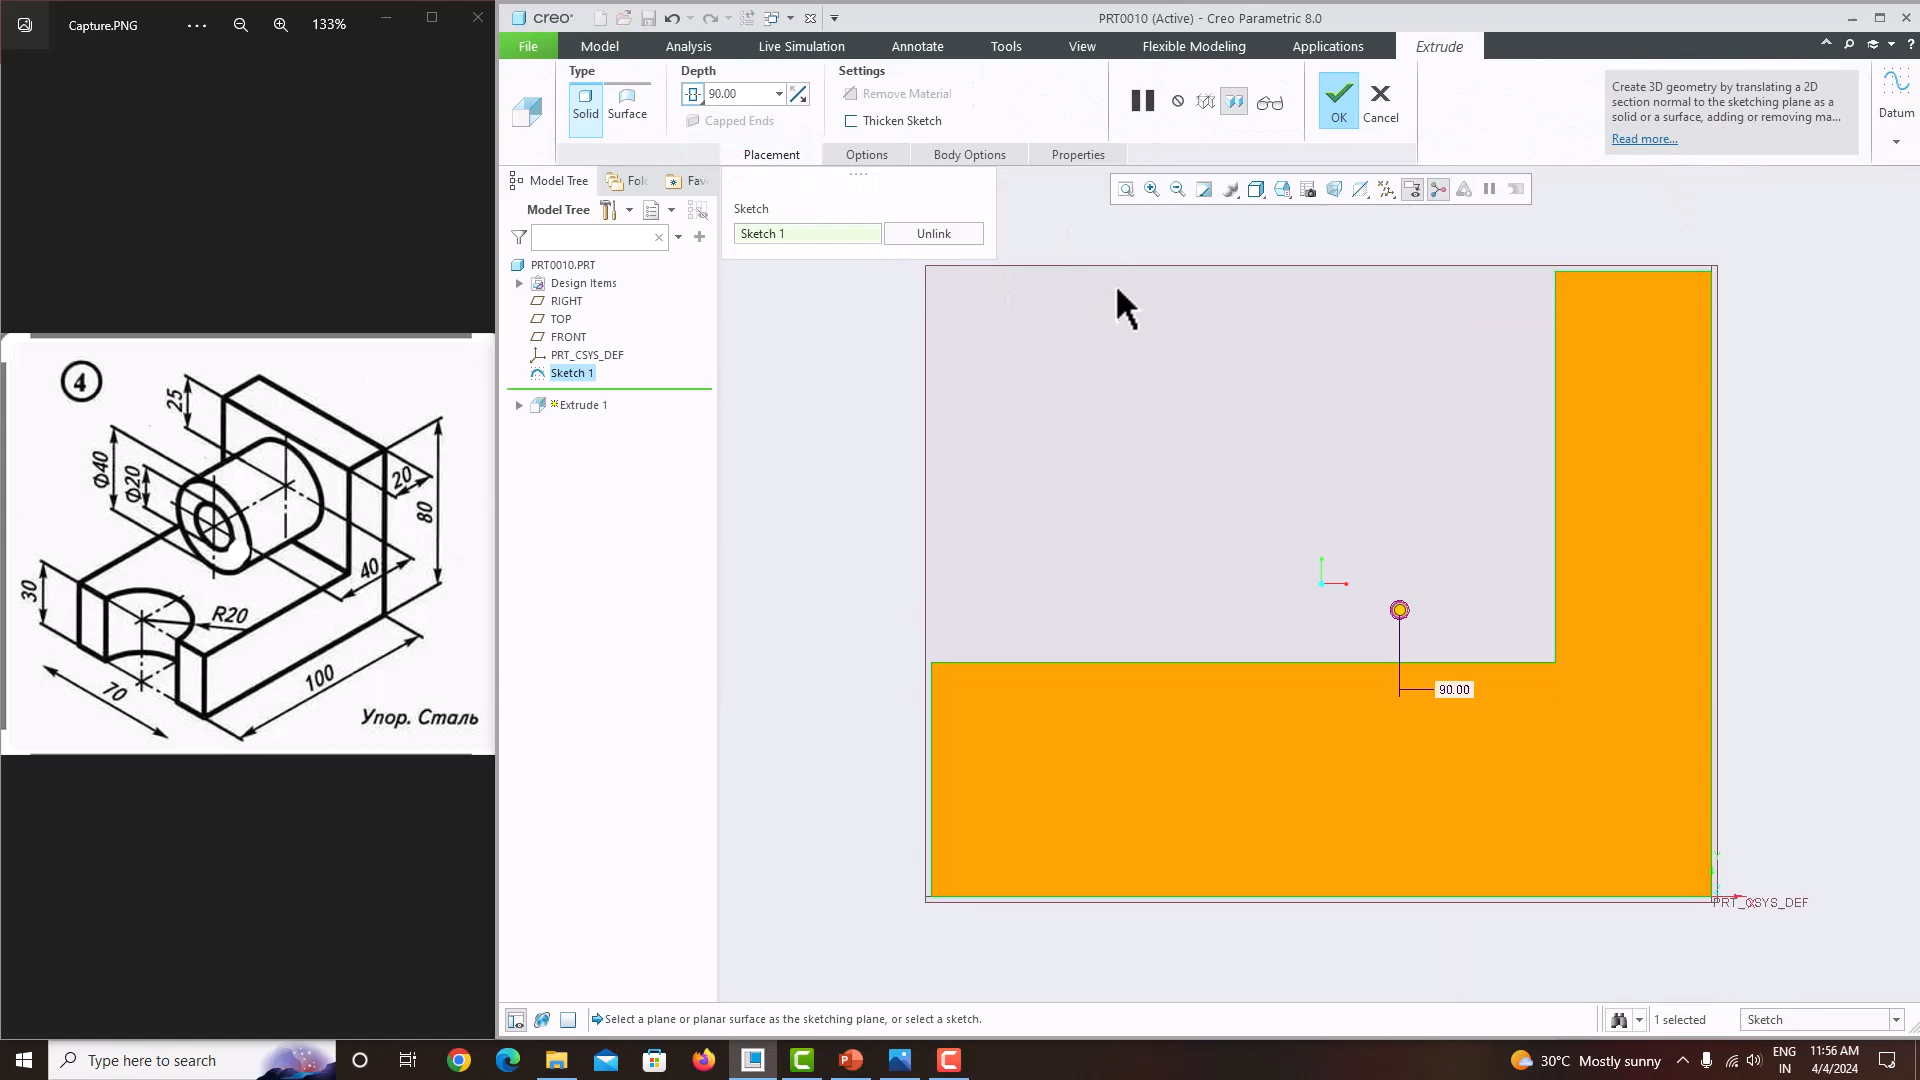 Capture.PNG
133%
creo
PRT0010 (Active) - Creo Parametric 8.0
File Model Analysis Live Simulation Annotate Tools View Flexible Modeling Applications Extrude
Type
Depth
Settings
90.00
Remove Material
Solid
Surface
Capped Ends
Thicken Sketch
OK
Cancel
Create 3D geometry by translating a 2D
section normal to the sketching plane as a
solid or a surface, adding or removing ma...
Read more...
Datum
Placement Options Body Options Properties
Model Tree
Fol
Fav
Model Tree
Sketch
Sketch 1
Unlink
PRT0010.PRT
Design Items
RIGHT
TOP
FRONT
PRT_CSYS_DEF
Sketch 1
Extrude 1
4
25
Φ40
Φ20
20
80
40
30
R20
100
70
Упор. Сталь
90.00
PRT_CSYS_DEF
Select a plane or planar surface as the sketching plane, or select a sketch.
1 selected
Sketch
Type here to search
30°C Mostly sunny
ENG
IN
11:56 AM
4/4/2024